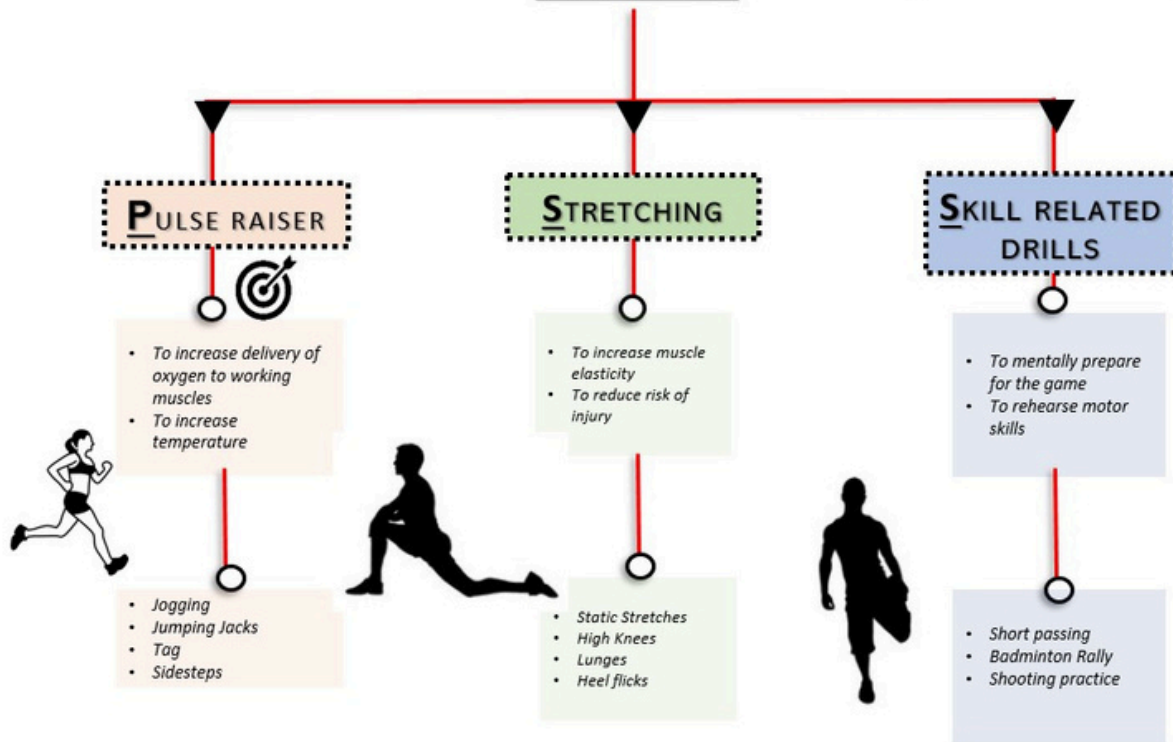 PULSE RAISER
To increase delivery of
oxygen to working
muscles
To increase
temperature
Jogging
Jumping Jacks
Tag
Sidesteps
STRETCHING
To increase muscle
elasticity
To reduce risk of
injury
Static Stretches
High Knees
Lunges
Heel flicks
SKILL RELATED
DRILLS
To mentally prepare
for the game
To rehearse motor
skills
Short passing
Badminton Rally
Shooting practice